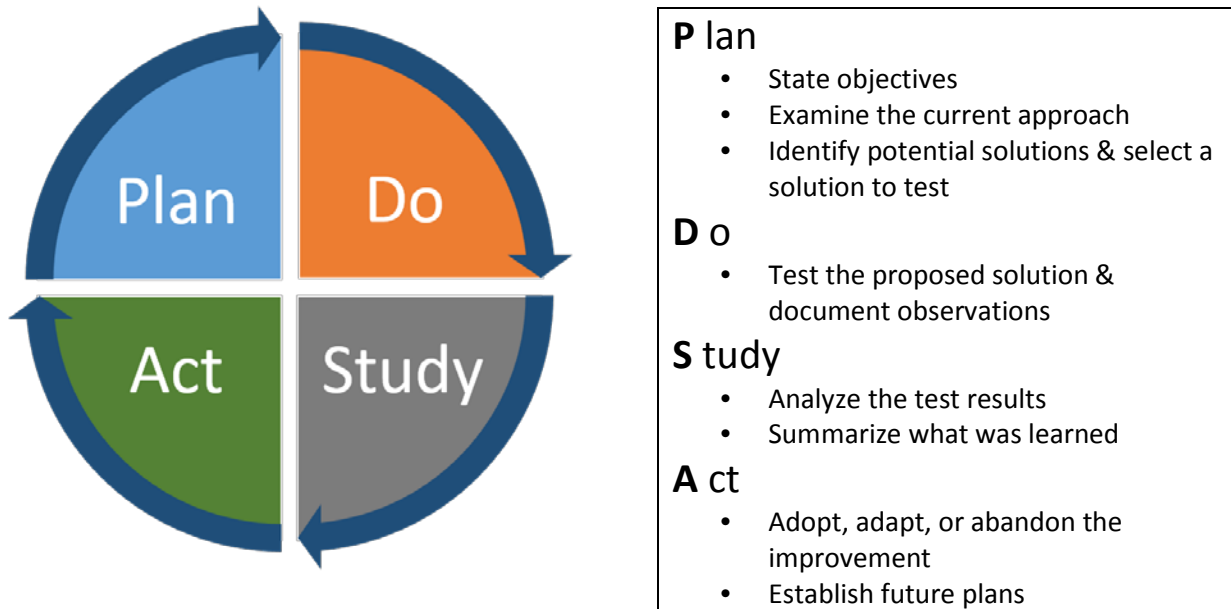 Plan
Do
Act
Study
P lan
• State objectives
• Examine the current approach
• Identify potential solutions & select a
solution to test
D o
• Test the proposed solution &
document observations
S tudy
• Analyze the test results
• Summarize what was learned
A ct
• Adopt, adapt, or abandon the
improvement
• Establish future plans